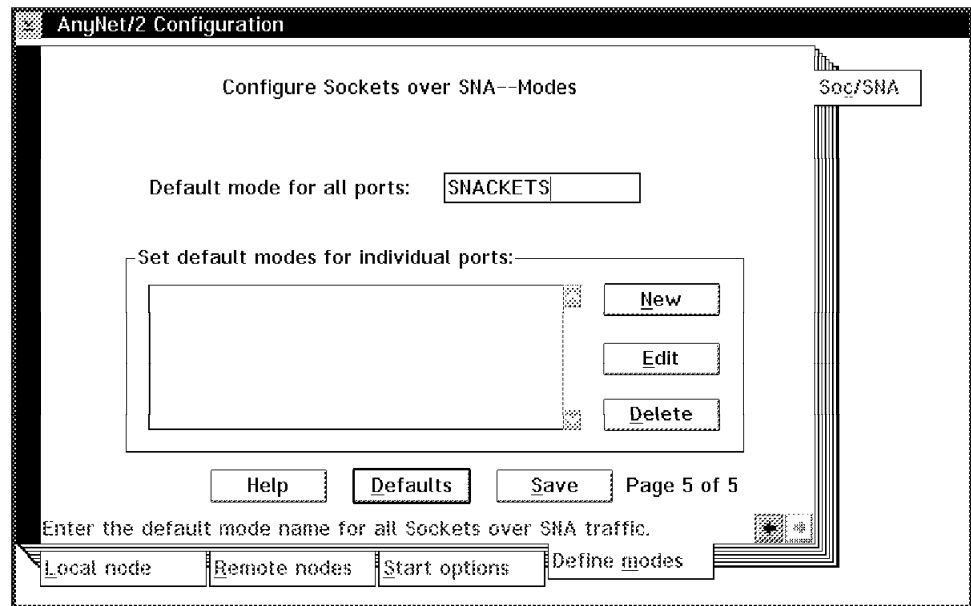 AnyNet/2 Configuration
Configure Sockets over SNA--Modes
Soc/SNA
Default mode for all ports: SNACKETS
Set default modes for individual ports:
New
Edit
Delete
Help Defaults Save Page 5 of 5
Enter the default mode name for all Sockets over SNA traffic.
Local node Remote nodes Start options Define modes